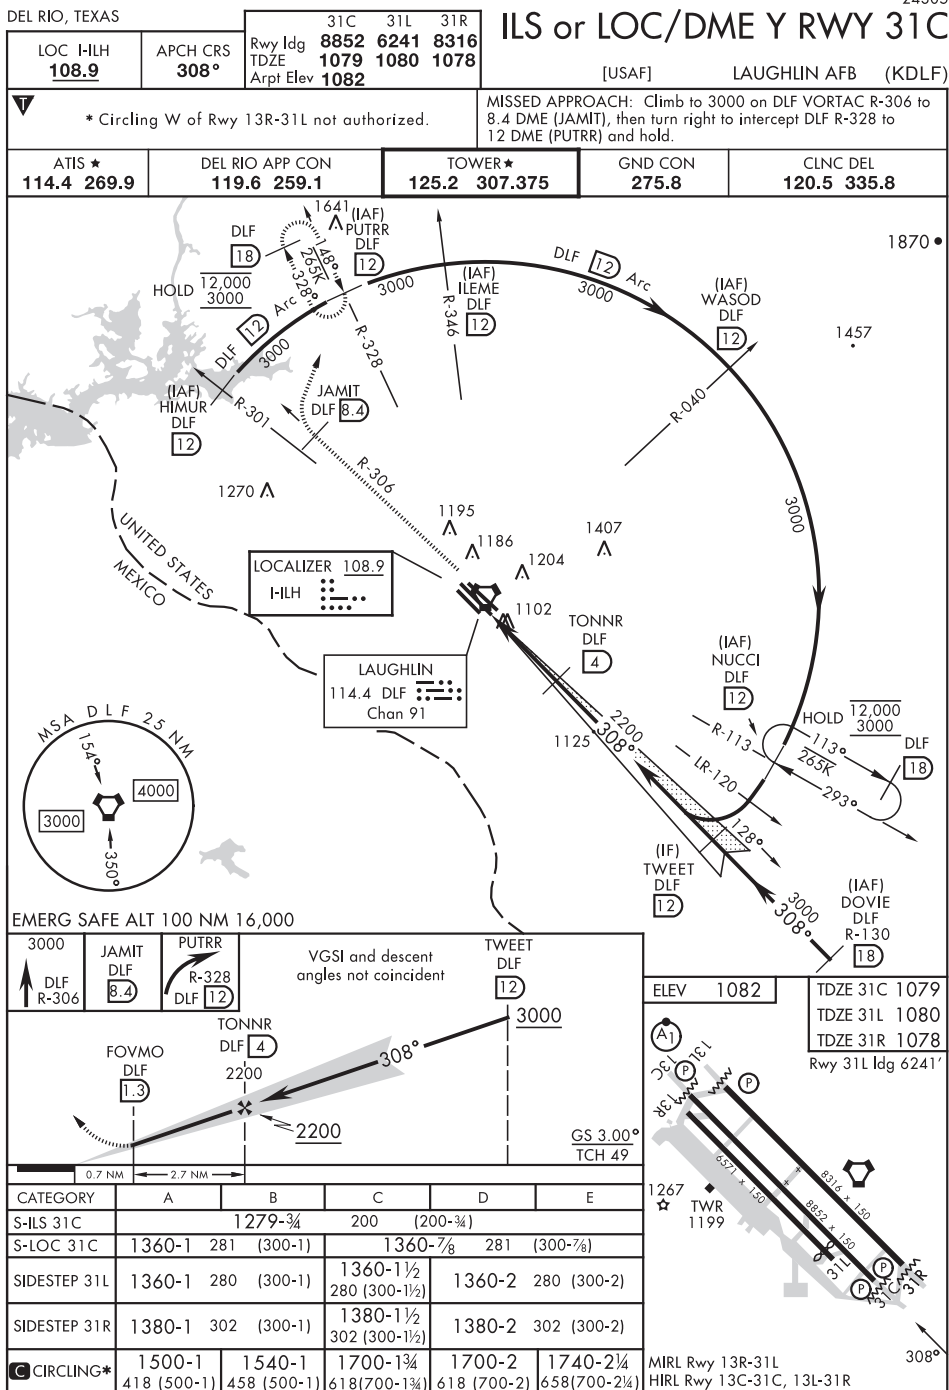 DEL RIO, TEXAS
ILS or LOC/DME Y RWY 31C
LOC I-ILH
108.9
APCH CRS
308°
31C 31L 31R
Rwy ldg 8852 6241 8316
TDZE 1079 1080 1078
Arpt Elev 1082
[USAF] LAUGHLIN AFB (KDLF)
T
* Circling W of Rwy 13R-31L not authorized.
MISSED APPROACH: Climb to 3000 on DLF VORTAC R-306 to
8.4 DME (JAMIT), then turn right to intercept DLF R-328 to
12 DME (PUTRR) and hold.
ATIS ★
114.4 269.9
DEL RIO APP CON
119.6 259.1
TOWER★
125.2 307.375
GND CON
275.8
CLNC DEL
120.5 335.8
1641
(IAF)
PUTRR
DLF
12
DLF
18
HOLD 12,000
3000
148°
265K
328°
DLF 12 Arc
3000
3000
DLF 12 Arc
3000
1870
(IAF)
ILEME
DLF
12
R-346
R-328
(IAF)
WASOD
DLF
12
1457
R-040
(IAF)
HIMUR
DLF
12
R-301
JAMIT
DLF 8.4
R-306
1270
1195
1186
1204
1407
3000
UNITED STATES
MEXICO
LOCALIZER 108.9
I-ILH
1102
TONNR
DLF
4
LAUGHLIN
114.4 DLF
Chan 91
(IAF)
NUCCI
DLF
12
HOLD 12,000
3000
DLF
18
R-113
113°
265K
293°
LR-120
2200
308°
1125
128°
(IF)
TWEET
DLF
12
3000
308°
(IAF)
DOVIE
DLF
R-130
18
MSA DLF 25 NM
154°
4000
3000
350°
EMERG SAFE ALT 100 NM 16,000
3000
DLF
R-306
JAMIT
DLF
8.4
PUTRR
R-328
DLF 12
VGSI and descent
angles not coincident
TWEET
DLF
12
3000
TONNR
DLF 4
2200
308°
FOVMO
DLF
1.3
2200
GS 3.00°
TCH 49
0.7 NM 2.7 NM
ELEV 1082
TDZE 31C 1079
TDZE 31L 1080
TDZE 31R 1078
Rwy 31L ldg 6241'
A1
13C
P
13L
P
13R
6571 x 150
8852 x 150
8316 x 150
1267
TWR
1199
31L
P
P
31C
31R
308°
MIRL Rwy 13R-31L
HIRL Rwy 13C-31C, 13L-31R
CATEGORY A B C D E
S-ILS 31C 1279-¾ 200 (200-¾)
S-LOC 31C 1360-1 281 (300-1) 1360-⅞ 281 (300-⅞)
SIDESTEP 31L 1360-1 280 (300-1) 1360-1½ 280 (300-1½) 1360-2 280 (300-2)
SIDESTEP 31R 1380-1 302 (300-1) 1380-1½ 302 (300-1½) 1380-2 302 (300-2)
C CIRCLING* 1500-1 1540-1 1700-1¾ 1700-2 1740-2¼
418 (500-1) 458 (500-1) 618(700-1¾) 618 (700-2) 658(700-2¼)